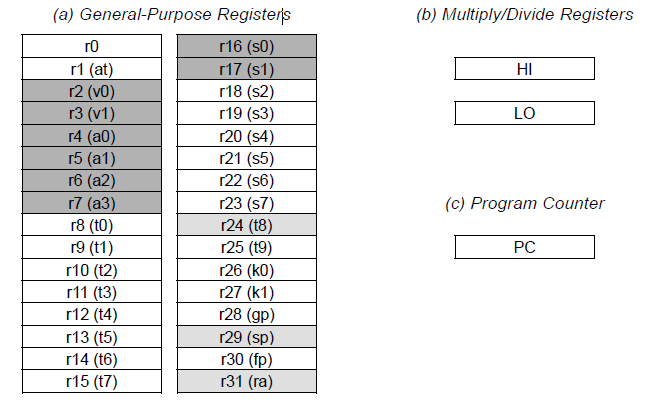 (a) General-Purpose Registers
r0
r1 (at)
r2 (v0)
r3 (v1)
r4 (a0)
r5 (a1)
r6 (a2)
r7 (a3)
r8 (t0)
r9 (t1)
r10 (t2)
r11 (t3)
r12 (t4)
r13 (t5)
r14 (t6)
r15 (t7)
r16 (s0)
r17 (s1)
r18 (s2)
r19 (s3)
r20 (s4)
r21 (s5)
r22 (s6)
r23 (s7)
r24 (t8)
r25 (t9)
r26 (k0)
r27 (k1)
r28 (gp)
r29 (sp)
r30 (fp)
r31 (ra)
(b) Multiply/Divide Registers
HI
LO
(c) Program Counter
PC